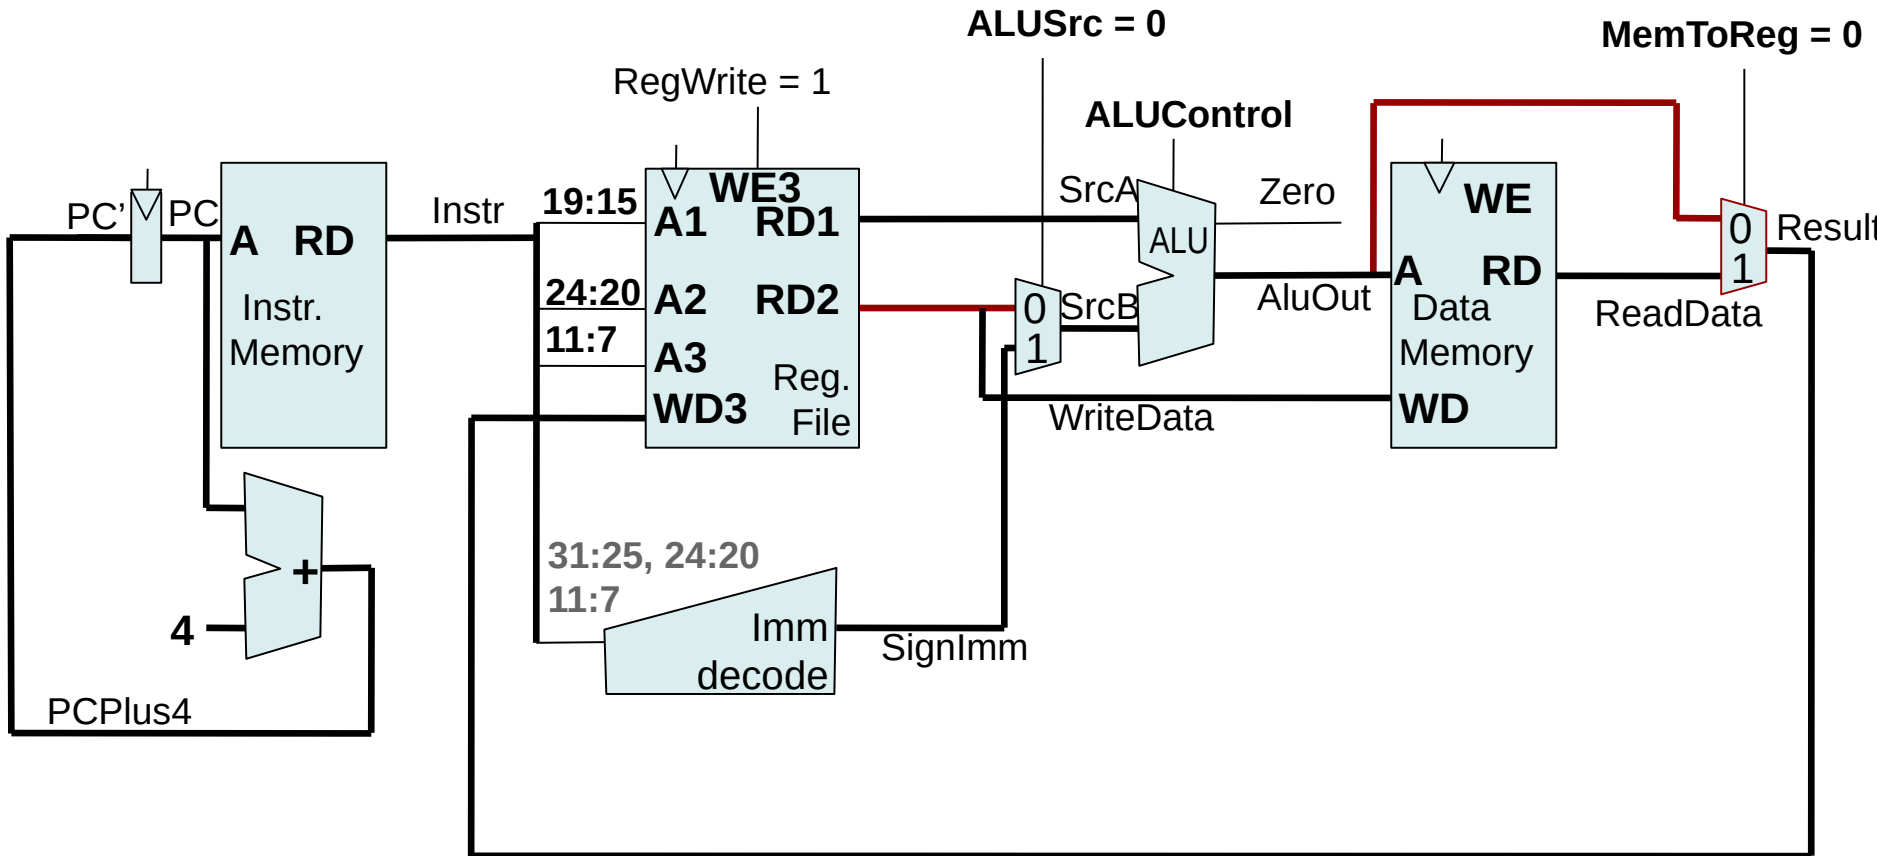 ALUSrc = 0
MemToReg = 0
RegWrite = 1
ALUControl
PC’
PC
A RD
Instr.
Memory
Instr
19:15
24:20
11:7
WE3
A1 RD1
A2 RD2
A3
WD3
Reg.
File
SrcA
SrcB
0
1
ALU
Zero
AluOut
WriteData
WE
A RD
Data
Memory
WD
ReadData
0
1
Result
+
4
PCPlus4
31:25, 24:20
11:7
Imm
decode
SignImm